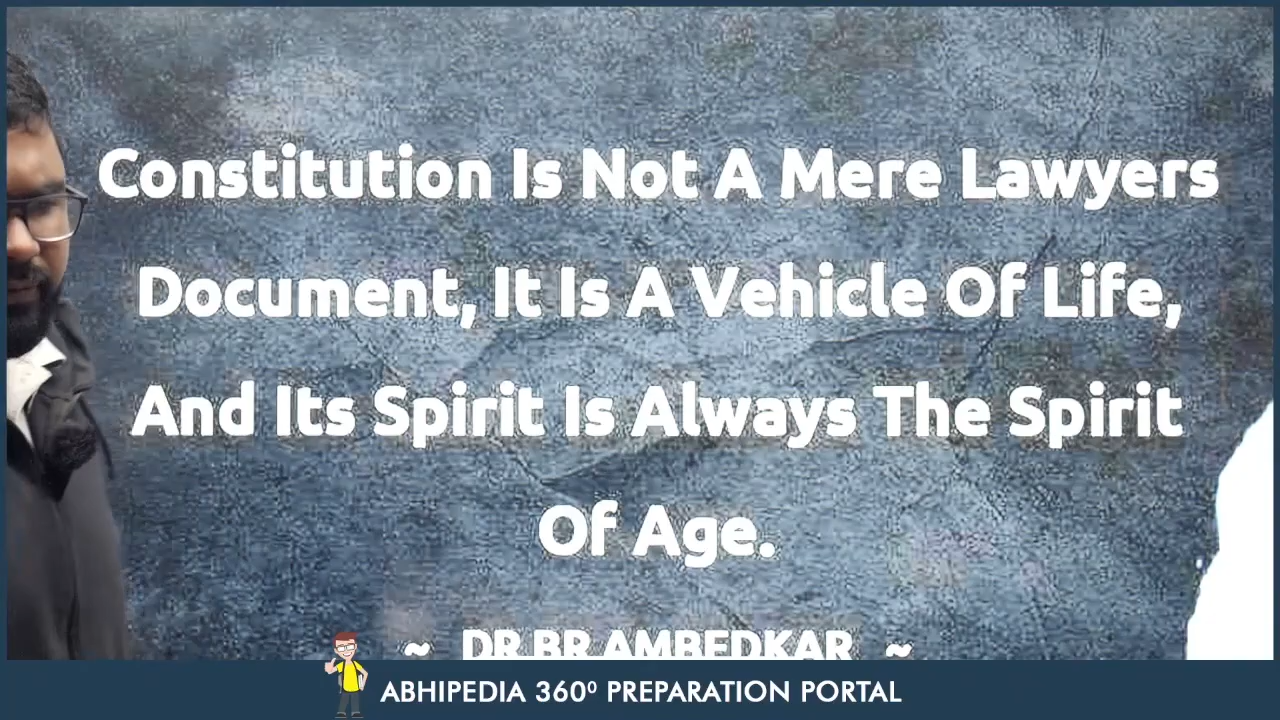 Constitution Is Not A Mere Lawyers
Document, It Is A Vehicle Of Life,
And Its Spirit Is Always The Spirit
Of Age.
~ DR BR AMBEDKAR ~
ABHIPEDIA 360⁰ PREPARATION PORTAL